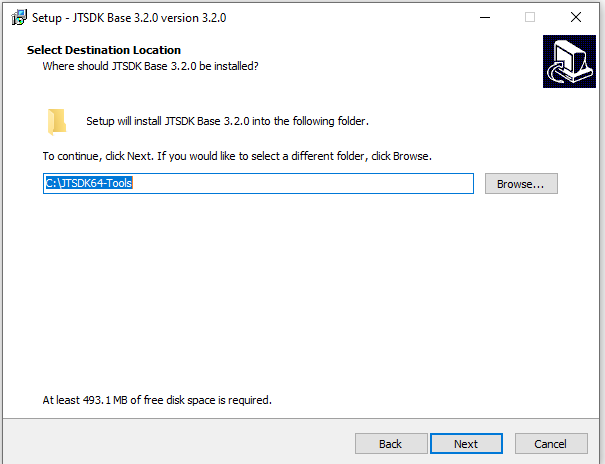 Setup - JTSDK Base 3.2.0 version 3.2.0
Select Destination Location
Where should JTSDK Base 3.2.0 be installed?
Setup will install JTSDK Base 3.2.0 into the following folder.
To continue, click Next. If you would like to select a different folder, click Browse.
C:\JTSDK64-Tools
Browse...
At least 493.1 MB of free disk space is required.
Back
Next
Cancel